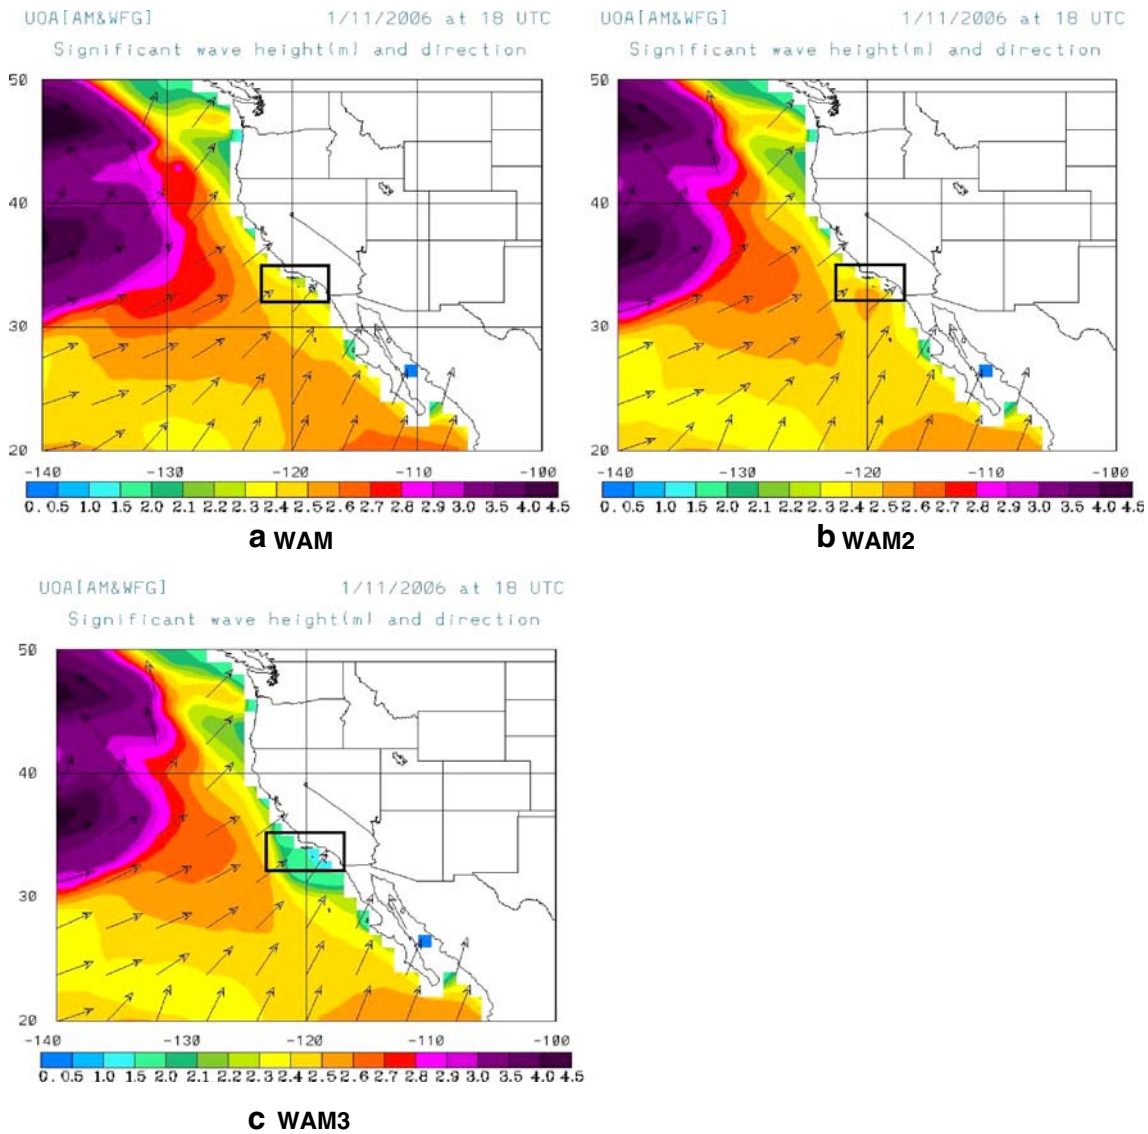 UOA[AM&WFG] 1/11/2006 at 18 UTC
Significant wave height(m) and direction
50
40
30
20
-140 -130 -120 -110 -100
0. 0.5 1.0 1.5 2.0 2.1 2.2 2.3 2.4 2.5 2.6 2.7 2.8 2.9 3.0 3.5 4.0 4.5
a WAM
UOA[AM&WFG] 1/11/2006 at 18 UTC
Significant wave height(m) and direction
50
40
30
20
-140 -130 -120 -110 -100
0. 0.5 1.0 1.5 2.0 2.1 2.2 2.3 2.4 2.5 2.6 2.7 2.8 2.9 3.0 3.5 4.0 4.5
b WAM2
UOA[AM&WFG] 1/11/2006 at 18 UTC
Significant wave height(m) and direction
50
40
30
20
-140 -130 -120 -110 -100
0. 0.5 1.0 1.5 2.0 2.1 2.2 2.3 2.4 2.5 2.6 2.7 2.8 2.9 3.0 3.5 4.0 4.5
c WAM3